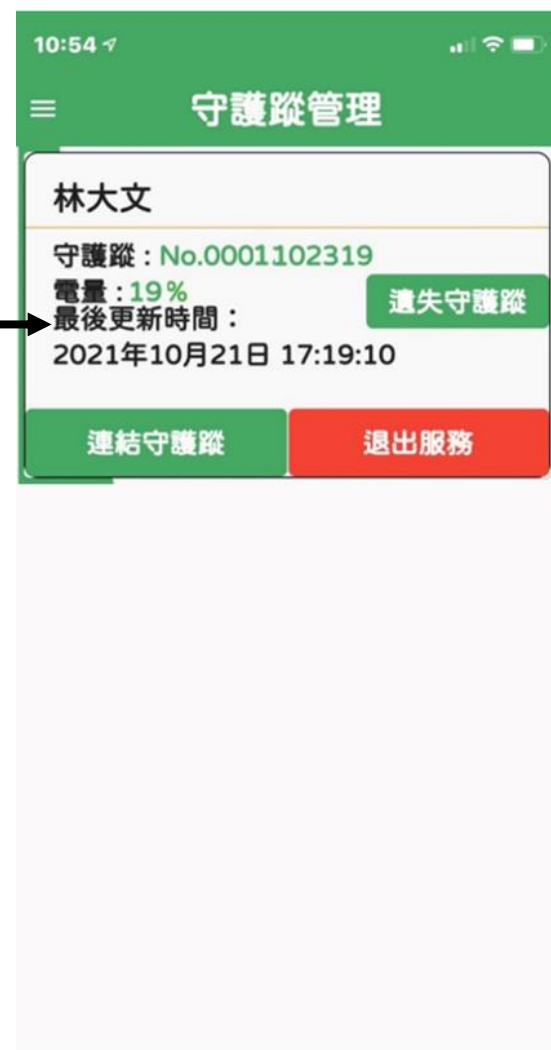 10:54
守護蹤管理
林大文
守護蹤 : No.0001102319
電量 : 19%
遺失守護蹤
最後更新時間：
2021年10月21日 17:19:10
連結守護蹤
退出服務